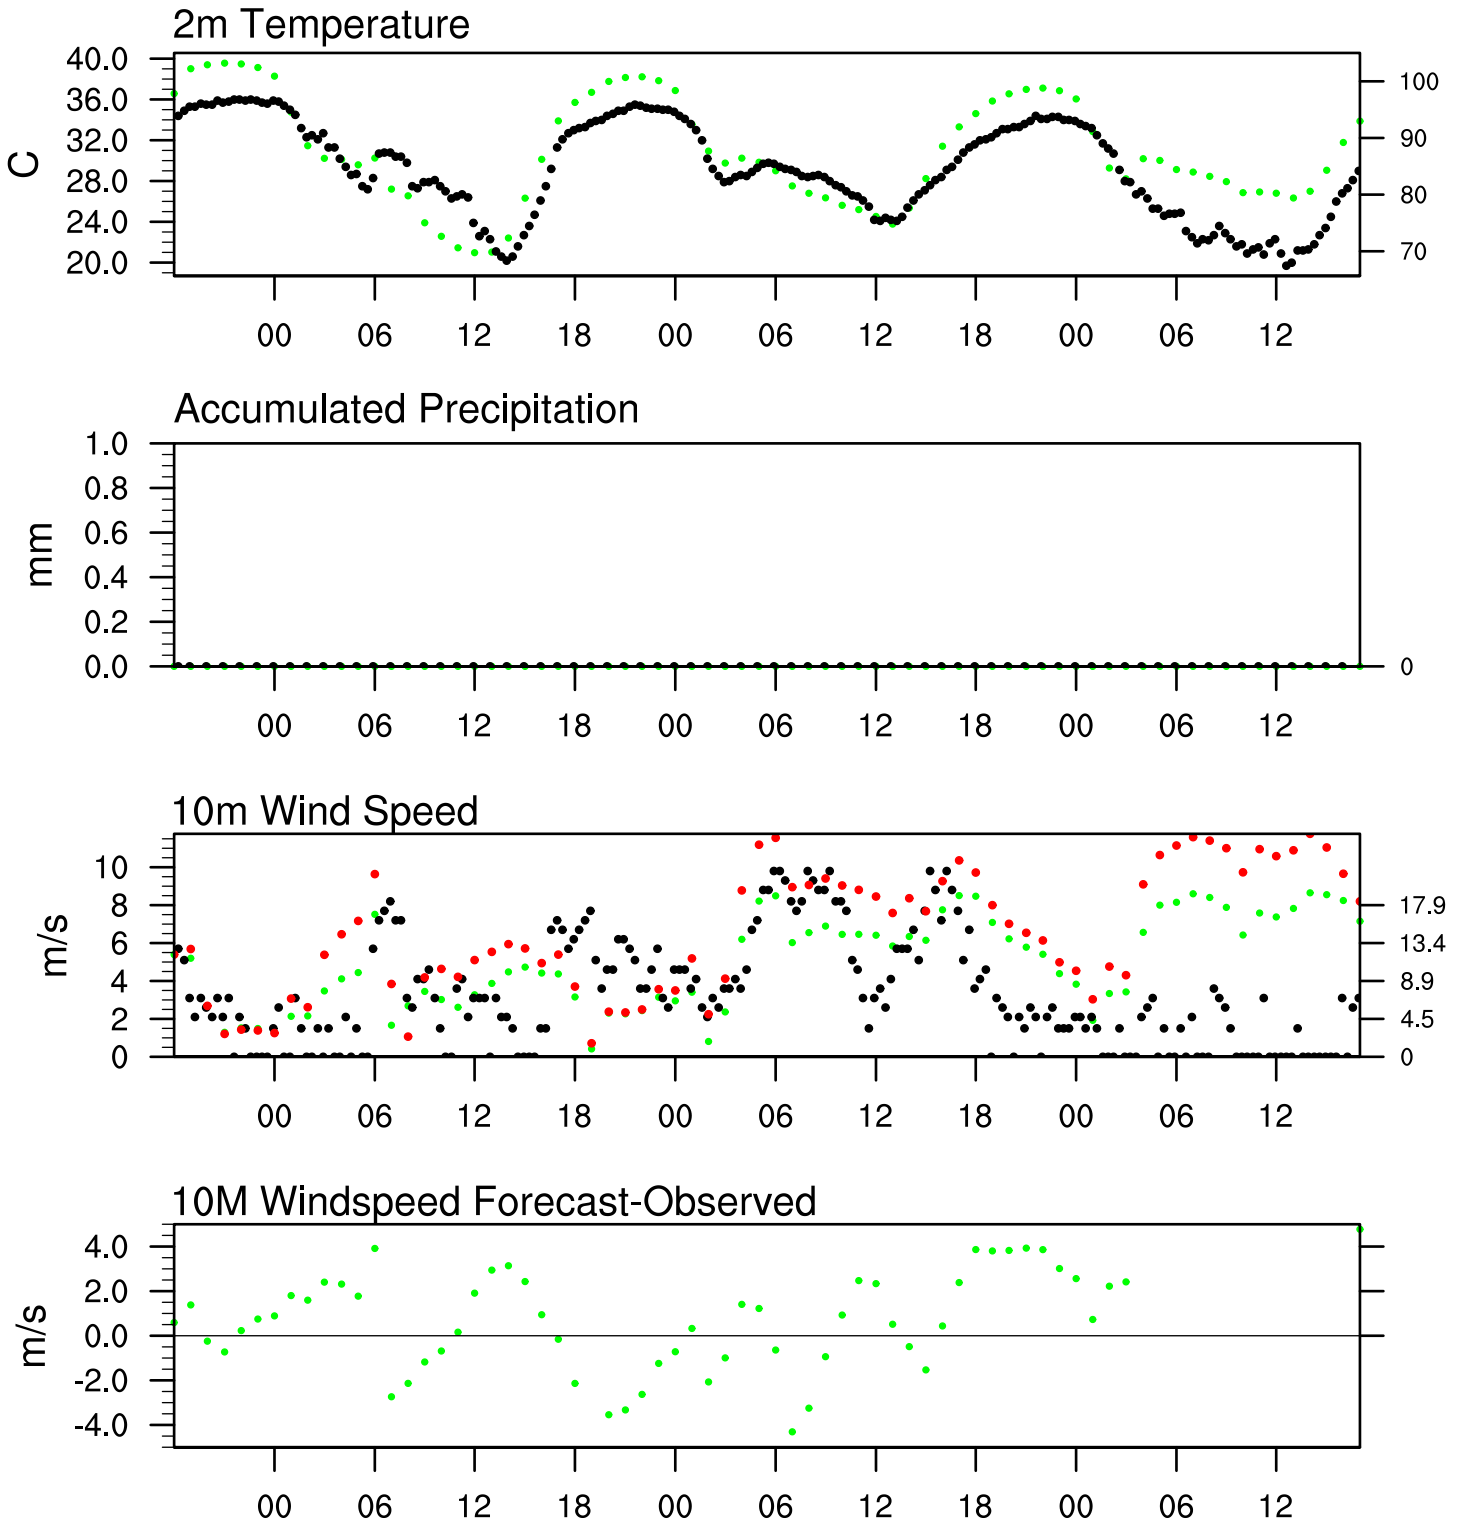 2m Temperature
40.0
36.0
32.0
28.0
24.0
20.0
C
100
90
80
70
00 06 12 18 00 06 12 18 00 06 12
Accumulated Precipitation
1.0
0.8
0.6
0.4
0.2
0.0
mm
0
00 06 12 18 00 06 12 18 00 06 12
10m Wind Speed
10
8
6
4
2
0
m/s
17.9
13.4
8.9
4.5
0
00 06 12 18 00 06 12 18 00 06 12
10M Windspeed Forecast-Observed
4.0
2.0
0.0
-2.0
-4.0
m/s
00 06 12 18 00 06 12 18 00 06 12